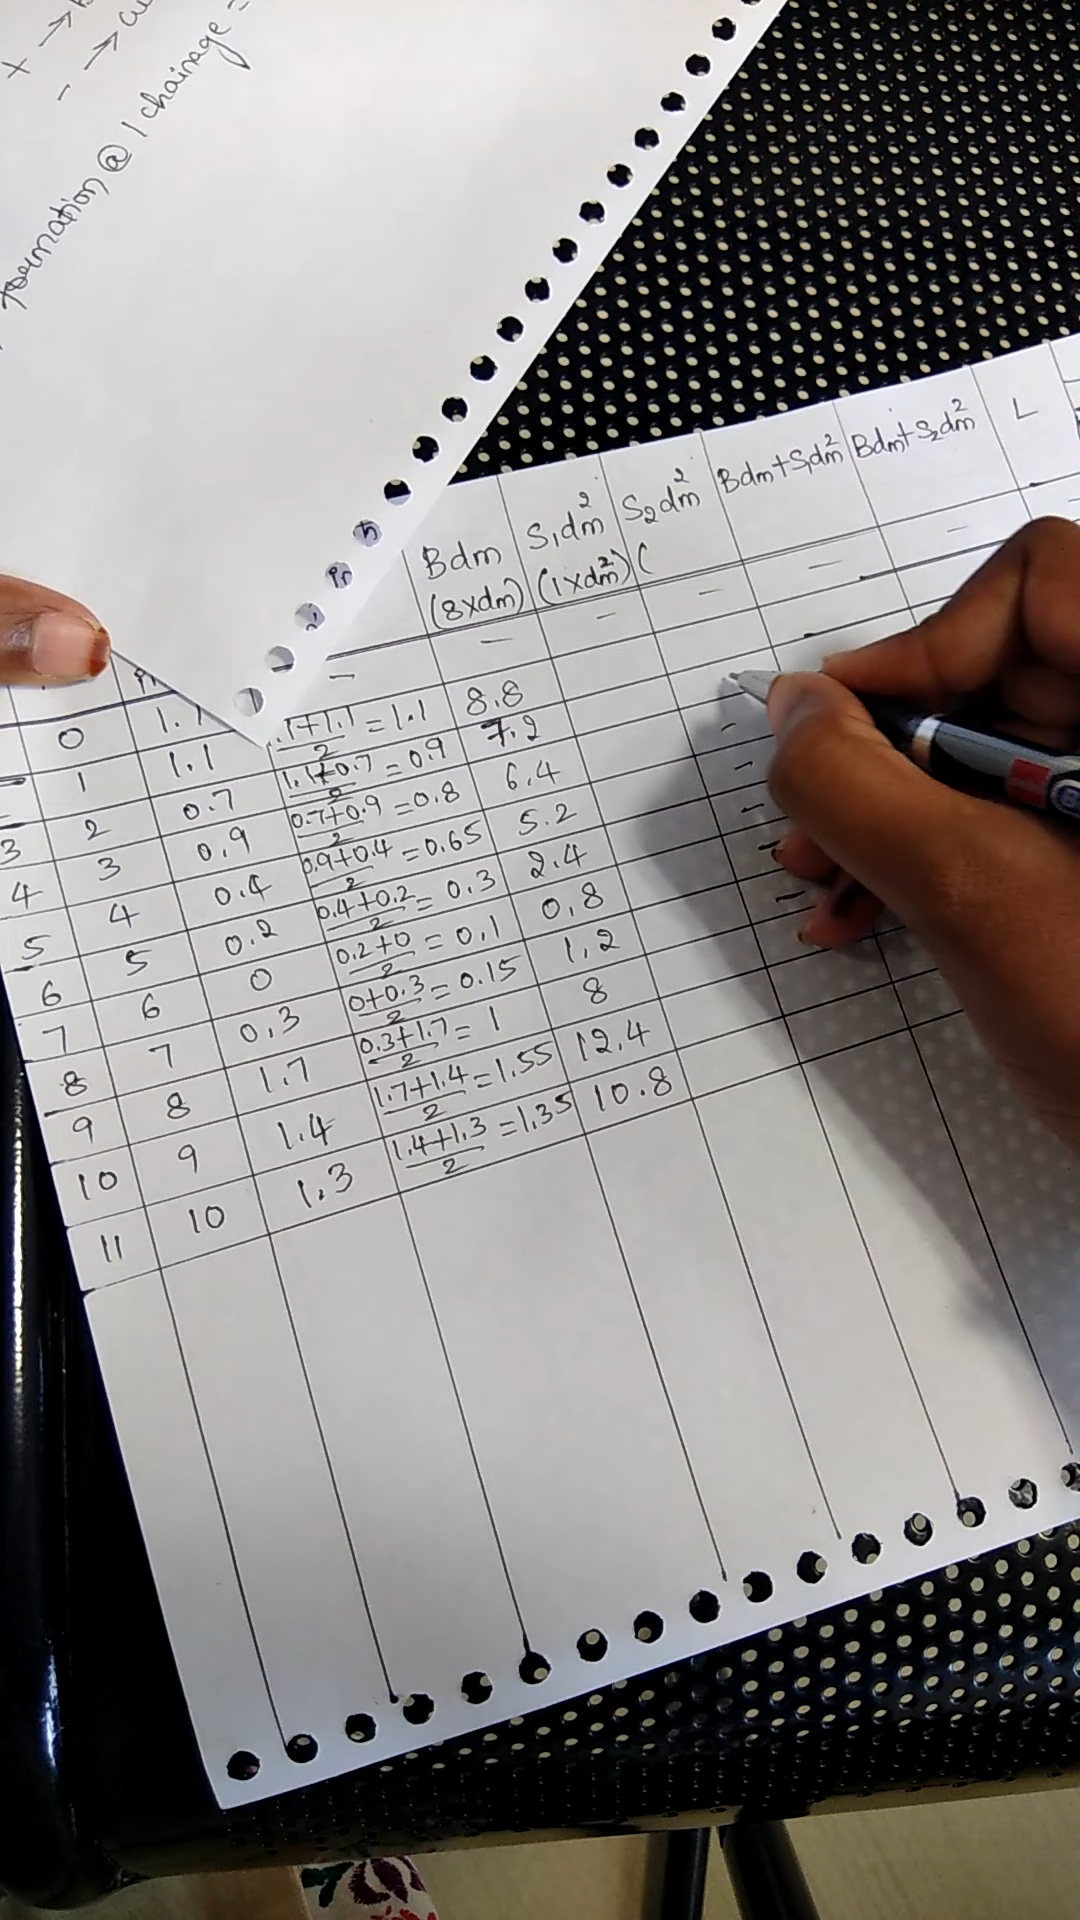 + →
- →
formation @ 1 chainage =
Bdm S₁dm² S₂dm² Bdm+S₁dm² Bdm+S₂dm² L
(8xdm) (1xdm²) (
- - - - -
0 1.1 -
1 1.1 1+1.1/2 = 1.1 8.8
3 2 0.7 1.1+0.7/2 = 0.9 7.2
4 3 0.9 0.7+0.9/2 = 0.8 6.4
5 4 0.4 0.9+0.4/2 = 0.65 5.2
6 5 0.2 0.4+0.2/2 = 0.3 2.4
7 6 0 0.2+0/2 = 0.1 0.8
8 7 0.3 0+0.3/2 = 0.15 1.2
9 8 1.7 0.3+1.7/2 = 1 8
10 9 1.4 1.7+1.4/2 = 1.55 12.4
11 10 1.3 1.4+1.3/2 = 1.35 10.8